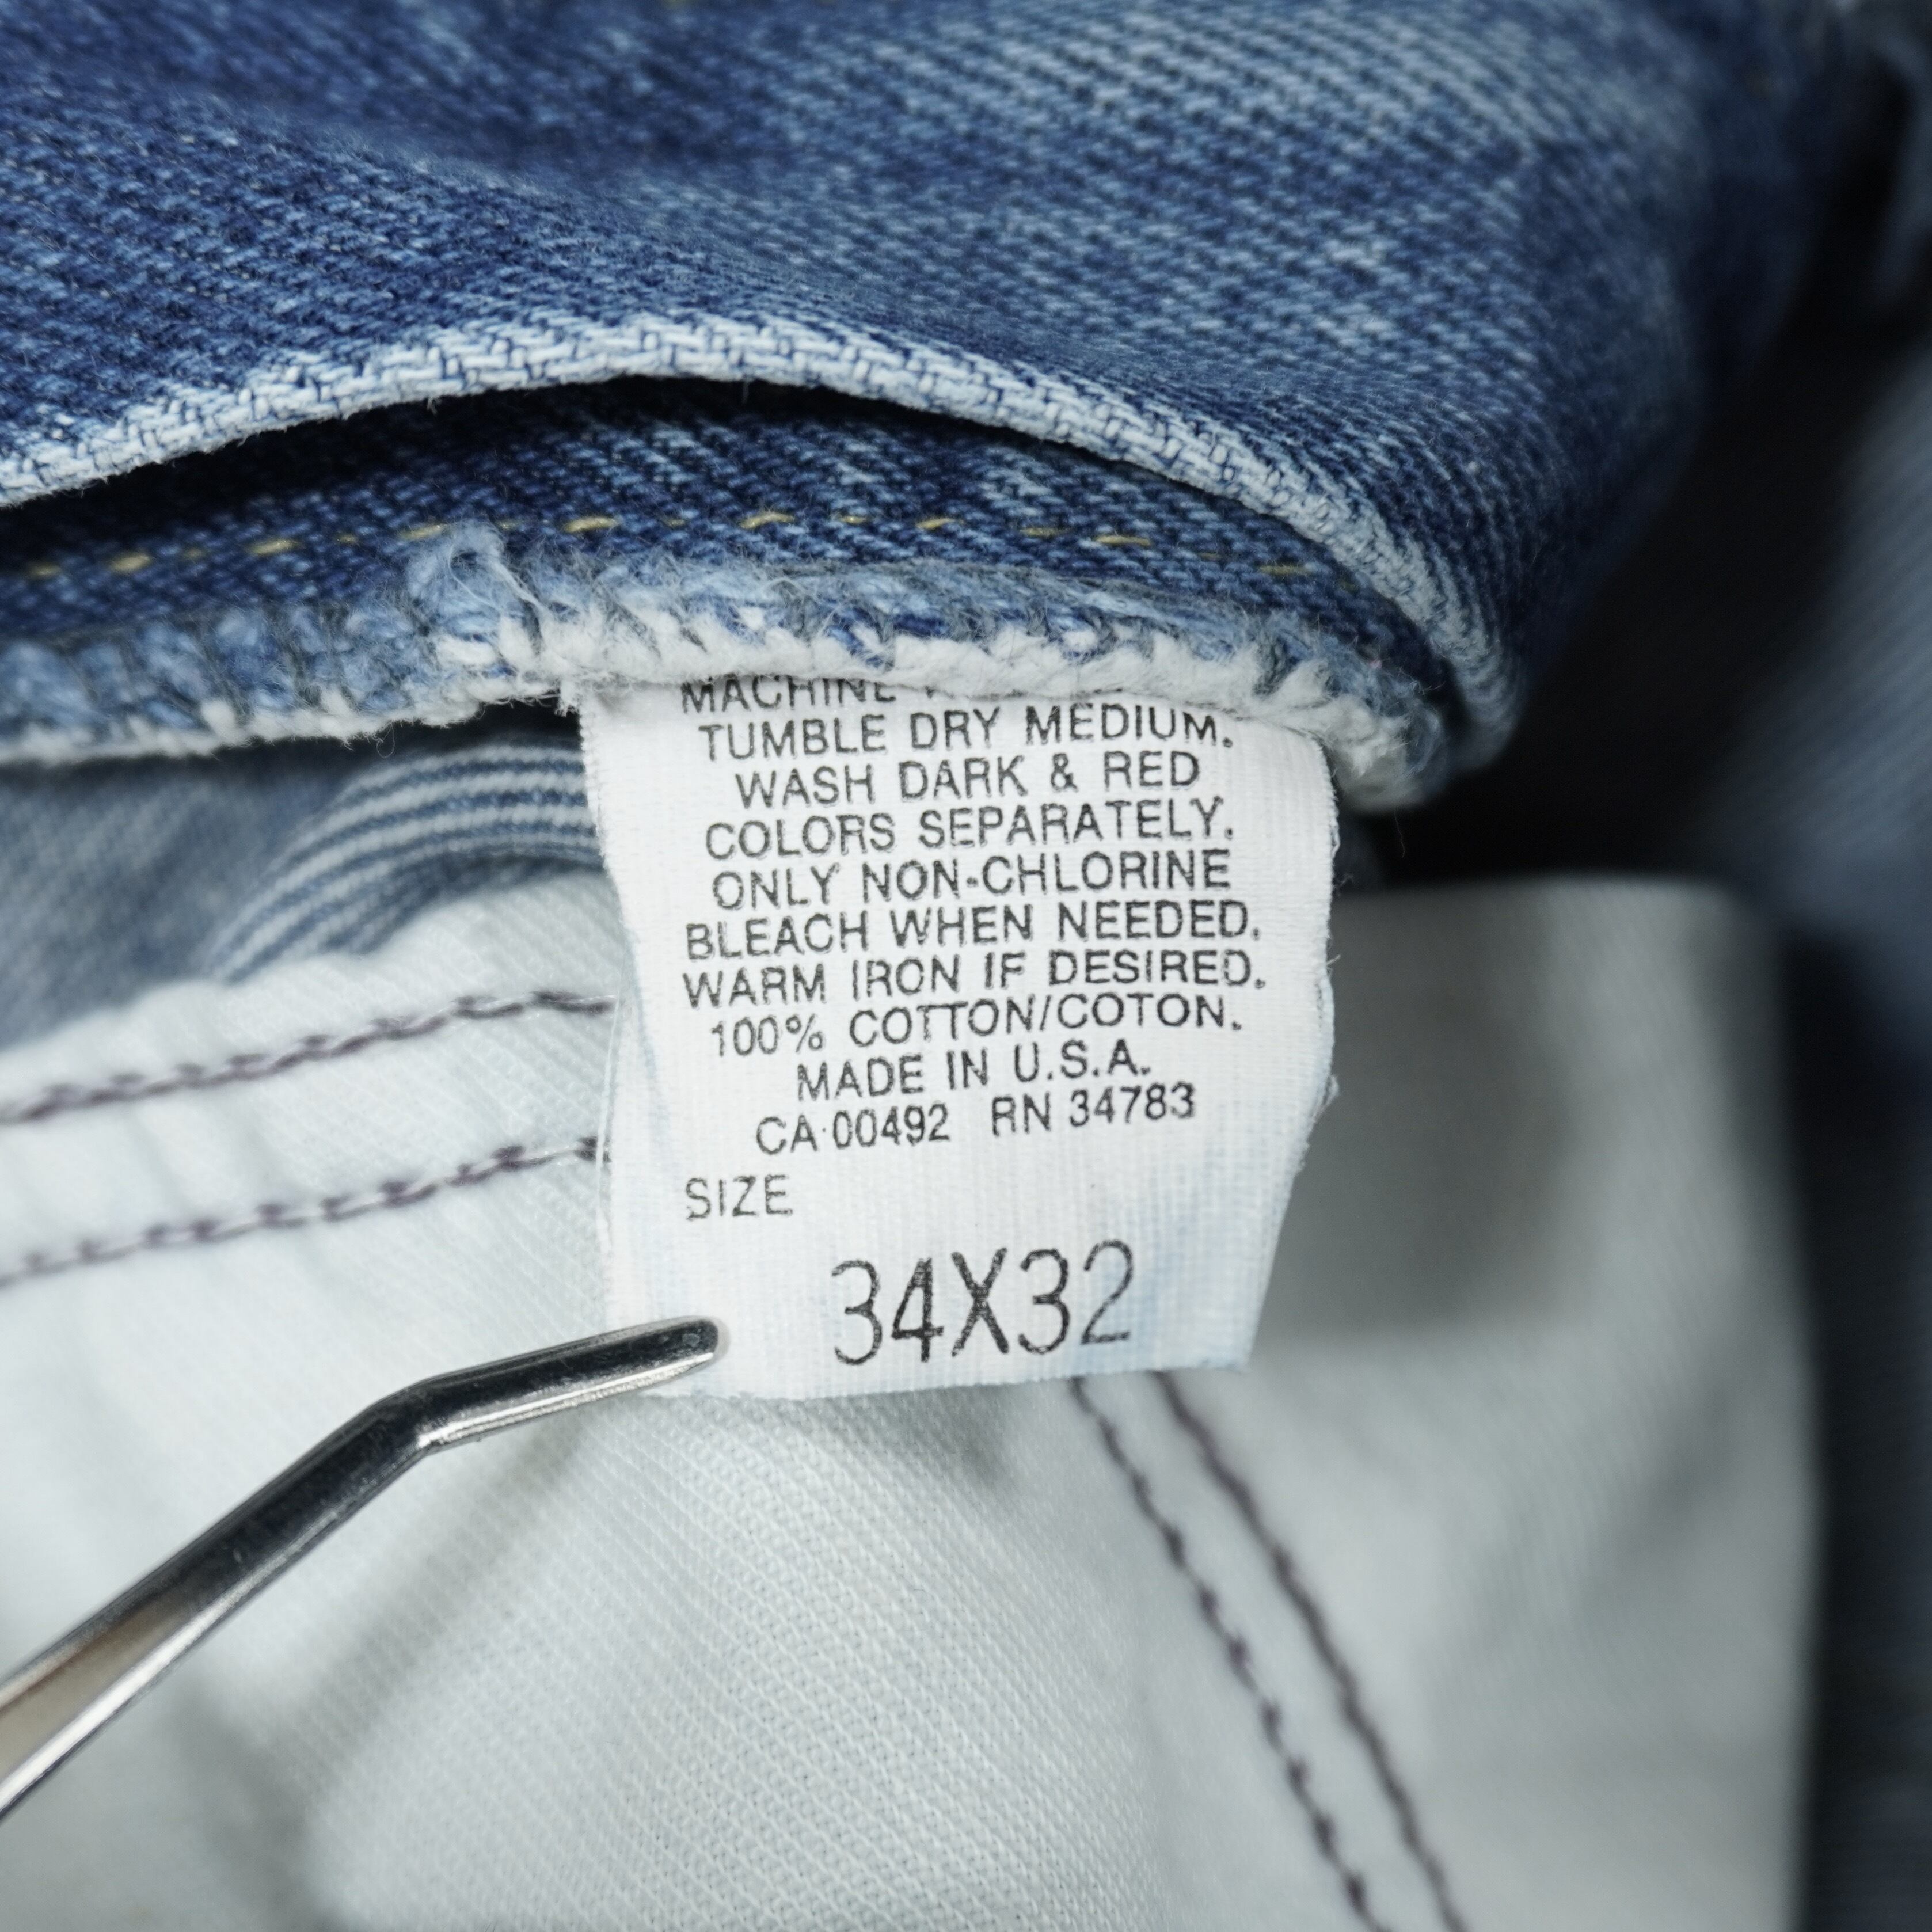 MACHINE
TUMBLE DRY MEDIUM.
WASH DARK & RED
COLORS SEPARATELY.
ONLY NON-CHLORINE
BLEACH WHEN NEEDED.
WARM IRON IF DESIRED.
100% COTTON/COTON.
MADE IN U.S.A.
CA 00492 RN 34783
SIZE
34X32